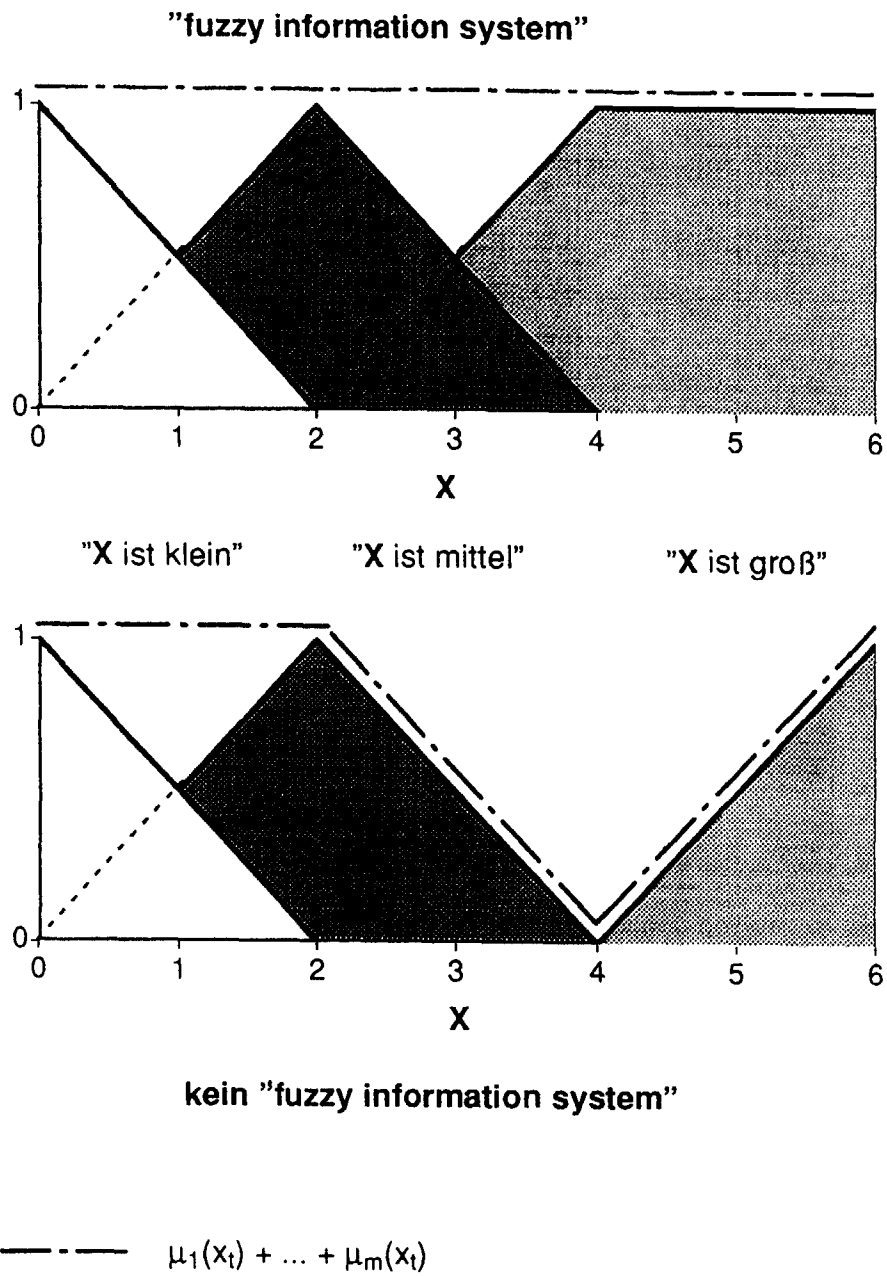 ”fuzzy information system”
1
0
0 1 2 3 4 5 6
X
”X ist klein” ”X ist mittel” ”X ist groß”
1
0
0 1 2 3 4 5 6
X
kein ”fuzzy information system”
μ₁(xₜ) + ... + μₘ(xₜ)